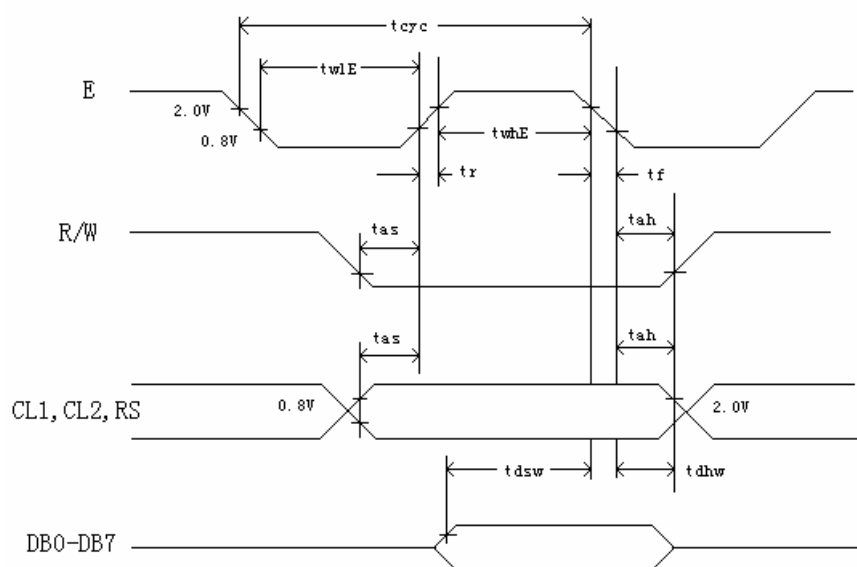 tcyc
twlE
E
2.0V
0.8V
twhE
tr
tf
R/W
tas
tah
tas
tah
CL1,CL2,RS
0.8V
2.0V
tdsw
tdhw
DB0-DB7